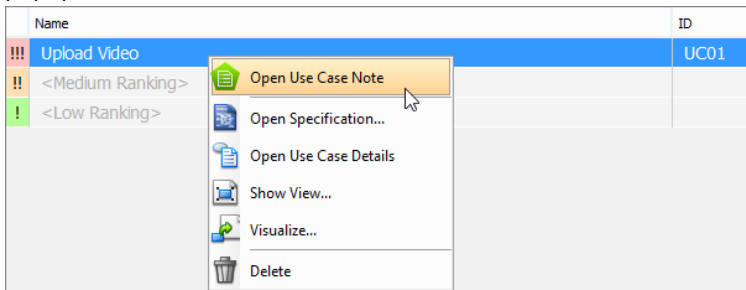 Name ID
!!! Upload Video UC01
!! <Medium Ranking>
! <Low Ranking>
Open Use Case Note
Open Specification...
Open Use Case Details
Show View...
Visualize...
Delete